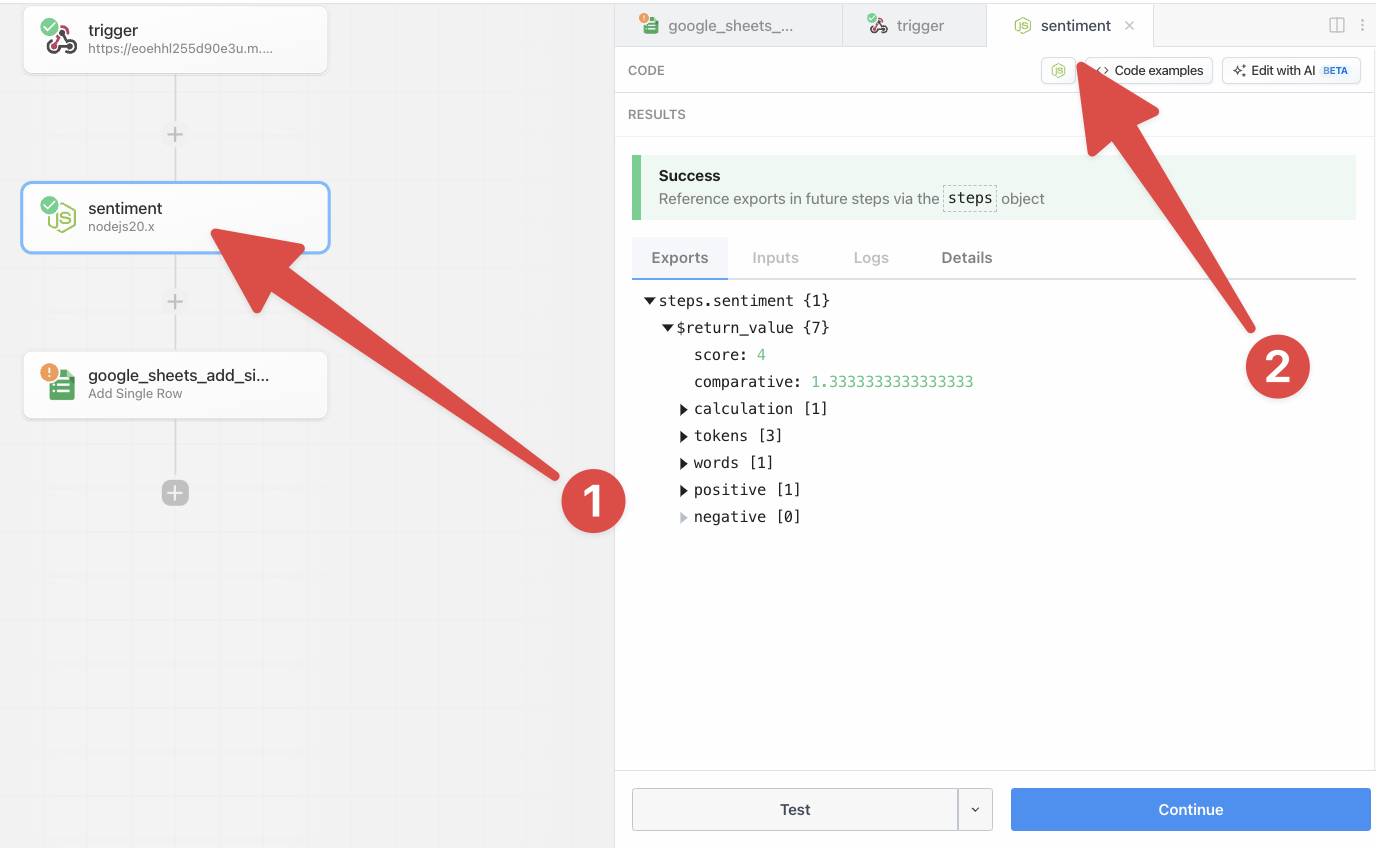 trigger
https://eoehhl255d90e3u.m....
sentiment
nodejs20.x
google_sheets_add_si...
Add Single Row
1
google_sheets_...
trigger
sentiment
CODE
JS
<> Code examples
Edit with AI BETA
RESULTS
Success
Reference exports in future steps via the steps object
Exports
Inputs
Logs
Details
steps.sentiment {1}
$return_value {7}
score: 4
comparative: 1.3333333333333333
calculation [1]
tokens [3]
words [1]
positive [1]
negative [0]
2
Test
Continue